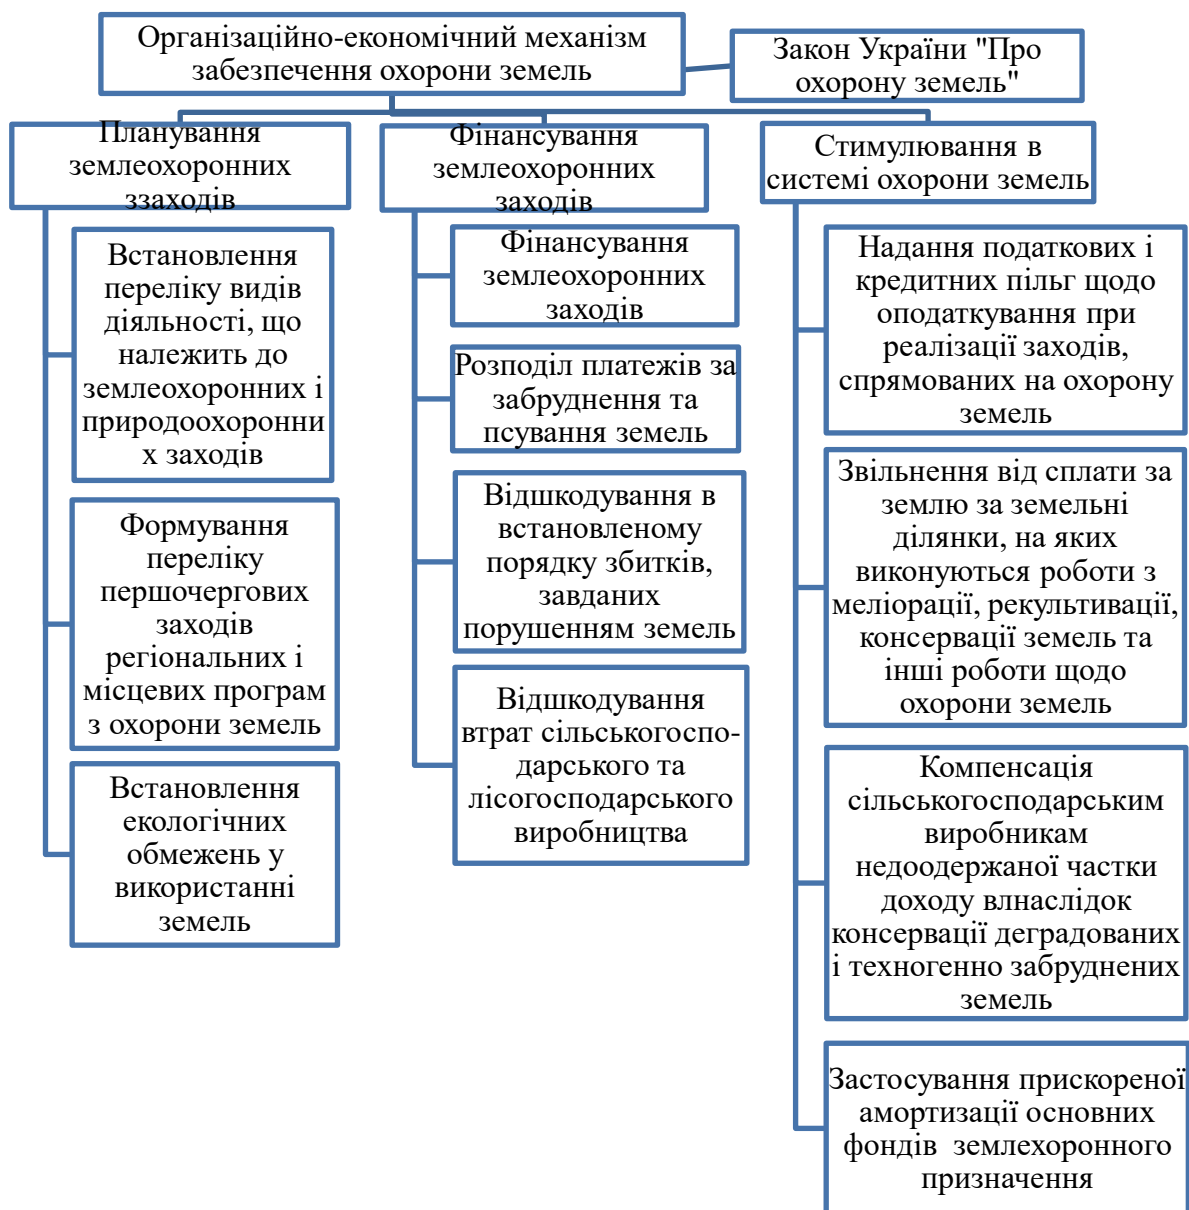 Організаційно-економічний механізм
забезпечення охорони земель
Закон України "Про
охорону земель"
Планування
землеохоронних
ззаходів
Встановлення
переліку видів
діяльності, що
належить до
землеохоронних і
природоохоронни
х заходів
Формування
переліку
першочергових
заходів
регіональних і
місцевих програм
з охорони земель
Встановлення
екологічних
обмежень у
використанні
земель
Фінансування
землеохоронних
заходів
Фінансування
землеохоронних
заходів
Розподіл платежів за
забруднення та
псування земель
Відшкодування в
встановленому
порядку збитків,
завданих
порушенням земель
Відшкодування
втрат сільськогоспо-
дарського та
лісогосподарського
виробництва
Стимулювання в
системі охорони земель
Надання податкових і
кредитних пільг щодо
оподаткування при
реалізації заходів,
спрямованих на охорону
земель
Звільнення від сплати за
землю за земельні
ділянки, на яких
виконуються роботи з
меліорації, рекультивації,
консервації земель та
інші роботи щодо
охорони земель
Компенсація
сільськогосподарським
виробникам
недоодержаної частки
доходу влнаслідок
консервації деградованих
і техногенно забруднених
земель
Застосування прискореної
амортизації основних
фондів землехоронного
призначення